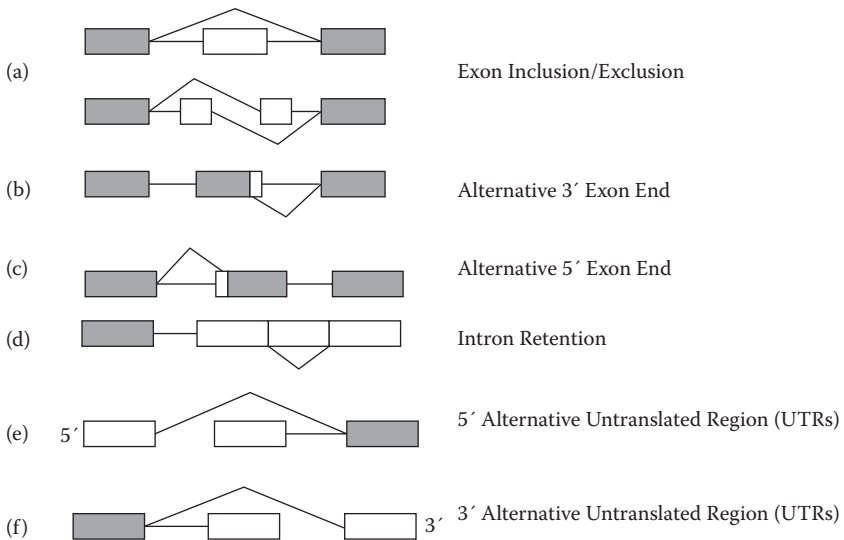 (a) Exon Inclusion/Exclusion
(b) Alternative 3´ Exon End
(c) Alternative 5´ Exon End
(d) Intron Retention
(e) 5´ 5´ Alternative Untranslated Region (UTRs)
(f) 3´ 3´ Alternative Untranslated Region (UTRs)